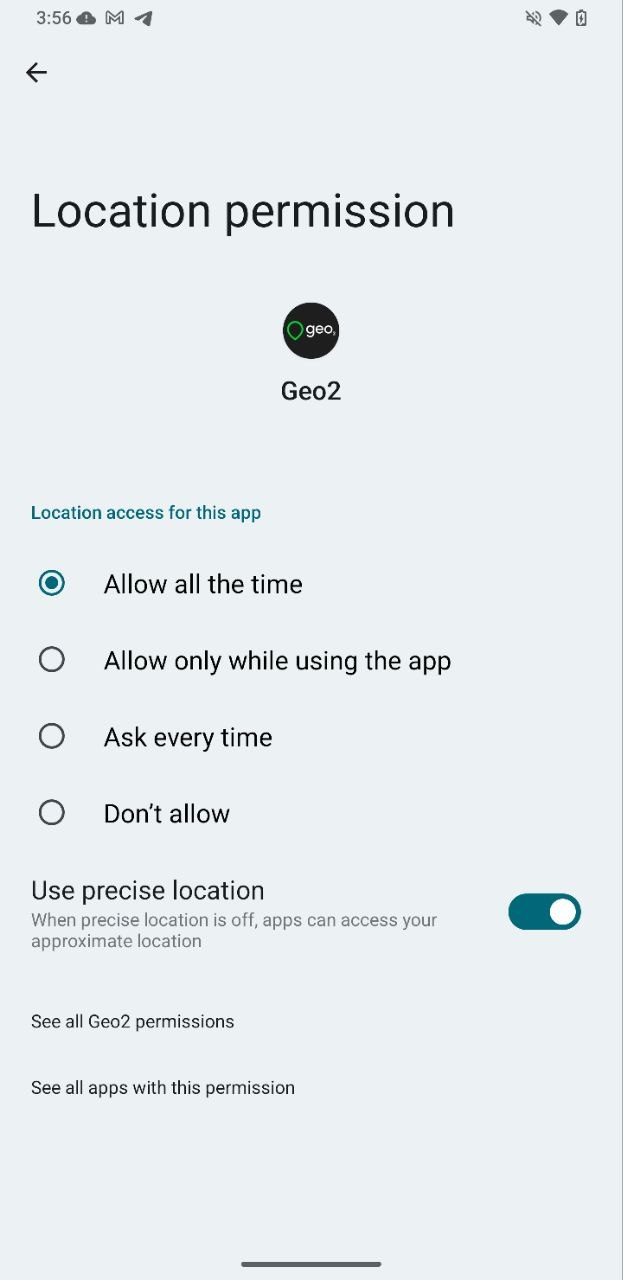 3:56
Location permission
geo
Geo2
Location access for this app
Allow all the time
Allow only while using the app
Ask every time
Don’t allow
Use precise location
When precise location is off, apps can access your
approximate location
See all Geo2 permissions
See all apps with this permission